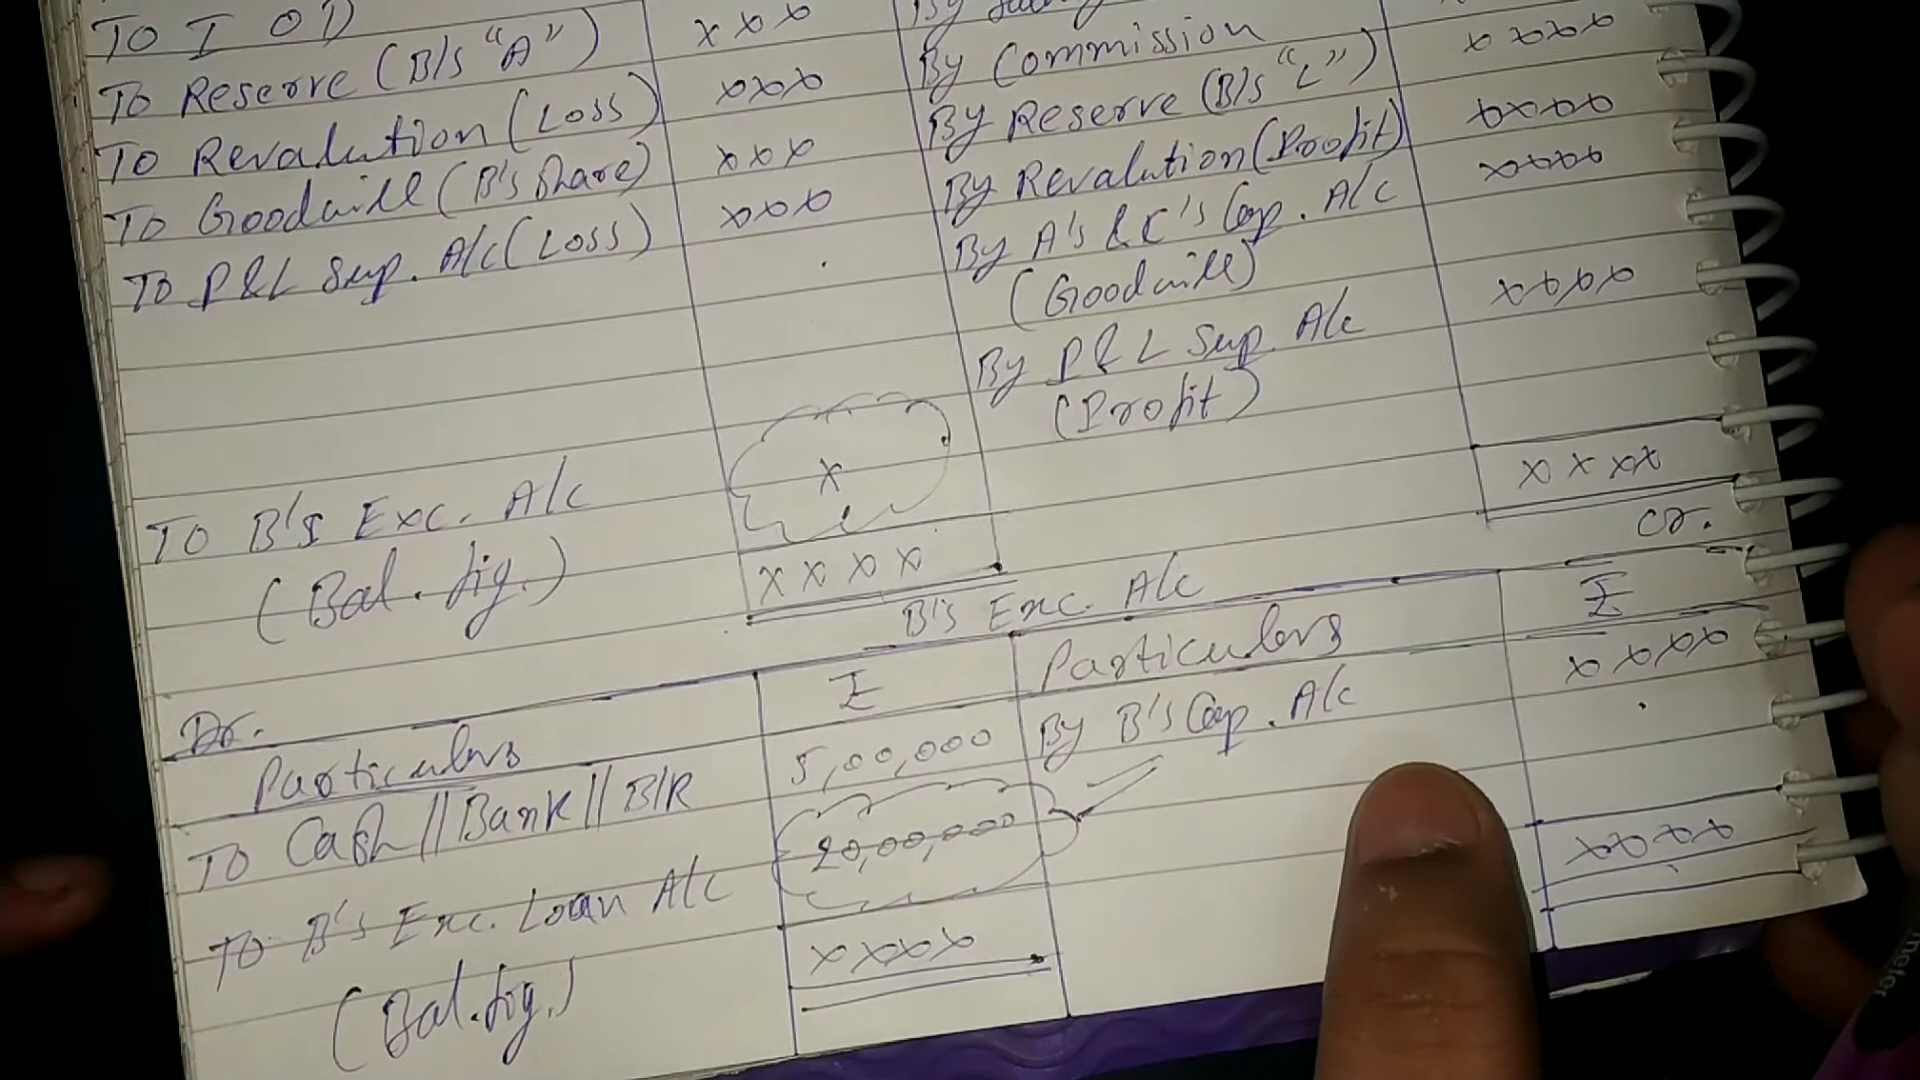 To I O D xxx
To Reserve (B/S "A") xxx By Commission xxxx
To Revalution (Loss) xxx By Reserve (B/S "L") xxxx
To Goodwill (B's Share) xxx By Revalution (Profit) xxxx
To P&L Sup. A/c (Loss) By A's & C's Cap. A/c
(Goodwill) xxxx
By P&L Sup. A/c
(Profit)
To B's Exc. A/c x xxxx
(Bal. fig.) xxxx
B's Exc. A/c Cr.
Dr.
Particulars ₹ Particulars ₹
To Cash//Bank//B/R 5,00,000 By B's Cap. A/c xxxx
To B's Exc. Loan A/c 20,00,000
(Bal. fig.) xxxx xxxx
meter